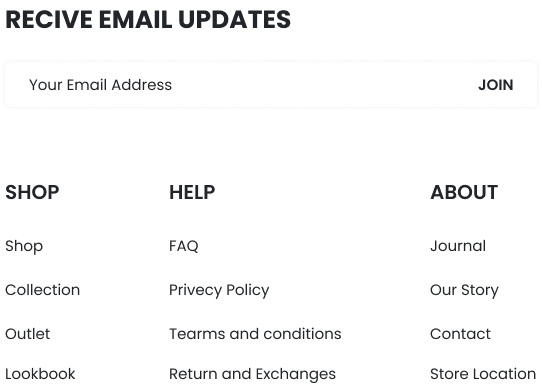 RECIVE EMAIL UPDATES
Your Email Address JOIN
SHOP HELP ABOUT
Shop FAQ Journal
Collection Privecy Policy Our Story
Outlet Tearms and conditions Contact
Lookbook Return and Exchanges Store Location